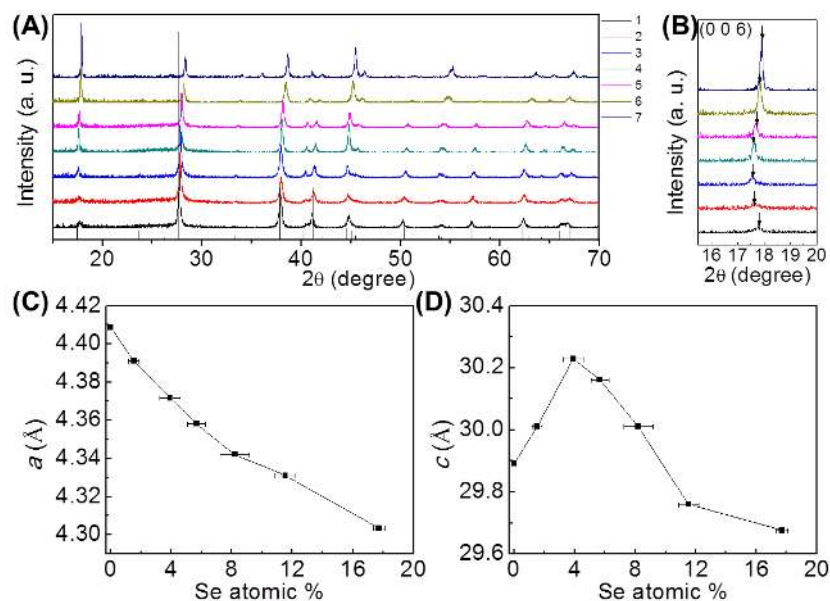 (A)
Intensity (a. u.)
20 30 40 50 60 70
2θ (degree)
1
2
3
4
5
6
7
(B)
(0 0 6)
Intensity (a. u.)
16 17 18 19 20
2θ (degree)
(C)
4.42
4.40
4.38
4.36
4.34
4.32
4.30
a (Å)
0 4 8 12 16 20
Se atomic %
(D)
30.4
30.2
30.0
29.8
29.6
c (Å)
0 4 8 12 16 20
Se atomic %